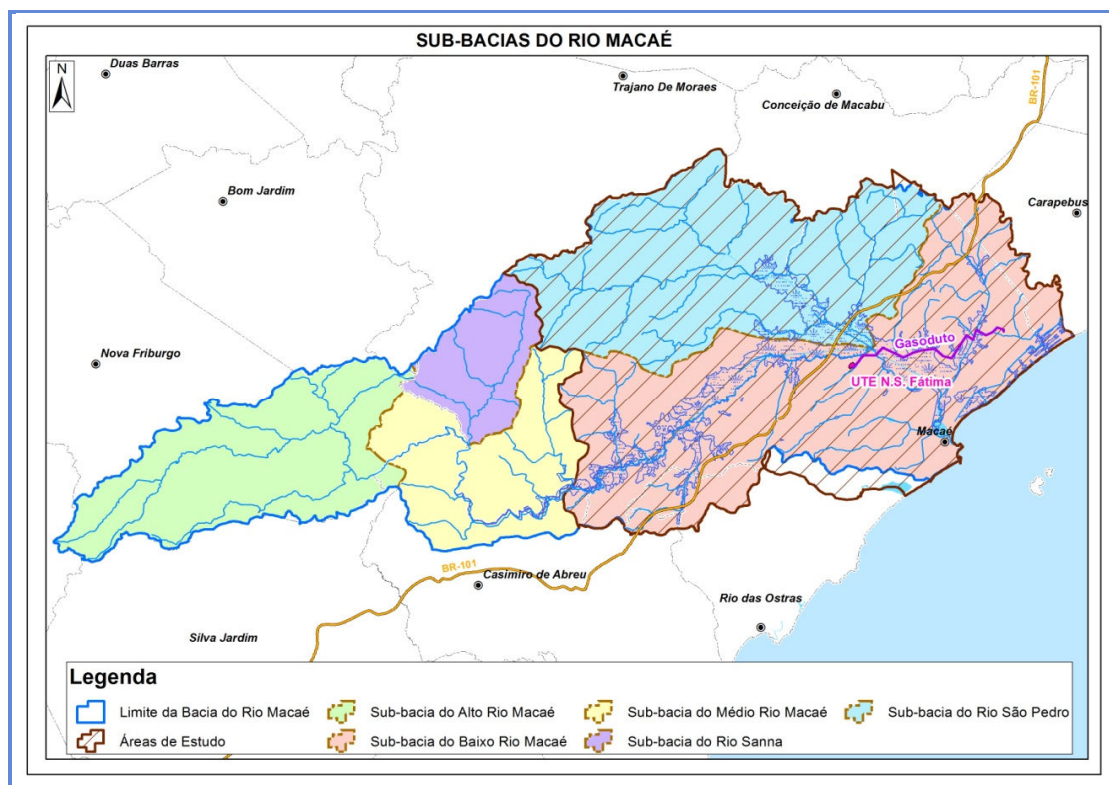 SUB-BACIAS DO RIO MACAÉ
N
Duas Barras
Trajano De Moraes
Conceição de Macabu
BR-101
Bom Jardim
Carapebus
Nova Friburgo
Gasoduto
UTE N.S. Fátima
Macaé
BR-101
Casimiro de Abreu
Rio das Ostras
Silva Jardim
Legenda
Limite da Bacia do Rio Macaé
Sub-bacia do Alto Rio Macaé
Sub-bacia do Médio Rio Macaé
Sub-bacia do Rio São Pedro
Áreas de Estudo
Sub-bacia do Baixo Rio Macaé
Sub-bacia do Rio Sanna